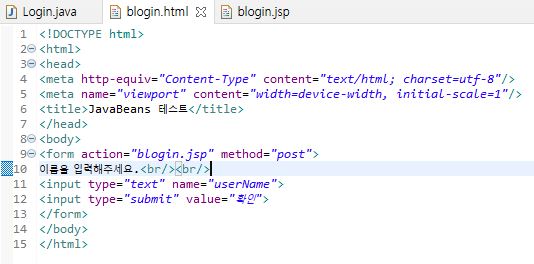 Login.java blogin.html blogin.jsp
1 <!DOCTYPE html>
2 <html>
3 <head>
4 <meta http-equiv="Content-Type" content="text/html; charset=utf-8"/>
5 <meta name="viewport" content="width=device-width, initial-scale=1"/>
6 <title>JavaBeans 테스트</title>
7 </head>
8 <body>
9 <form action="blogin.jsp" method="post">
10 이름을 입력해주세요.<br/><br/>
11 <input type="text" name="userName">
12 <input type="submit" value="확인">
13 </form>
14 </body>
15 </html>